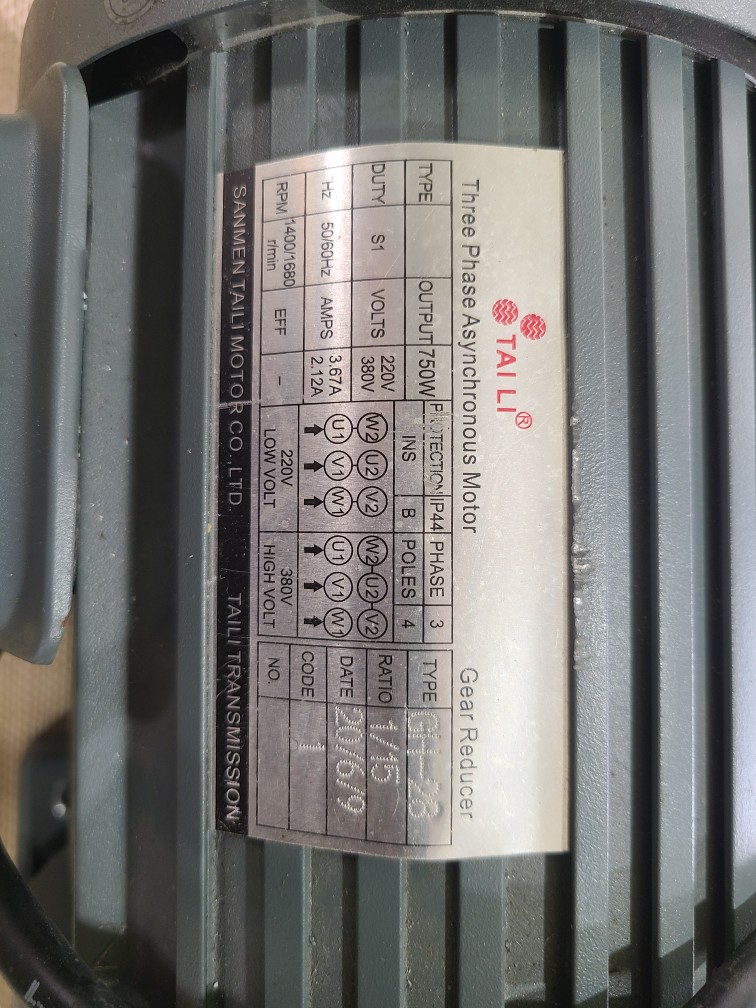 TAI LI®
Three Phase Asynchronous Motor Gear Reducer
TYPE OUTPUT 750W PROTECTION IP44 PHASE 3 TYPE
DUTY S1 VOLTS 220V 380V INS B POLES 4 RATIO 1/15
Hz 50/60Hz AMPS 3.67A 2.12A DATE 20/6/9
RPM 1400/1680 r/min EFF - CODE 1
NO.
W2 U2 V2 W2 U2 V2
U1 V1 W1 U1 V1 W1
220V 380V
LOW VOLT HIGH VOLT
SANMEN TAILI MOTOR CO.,LTD. TAILI TRANSMISSION